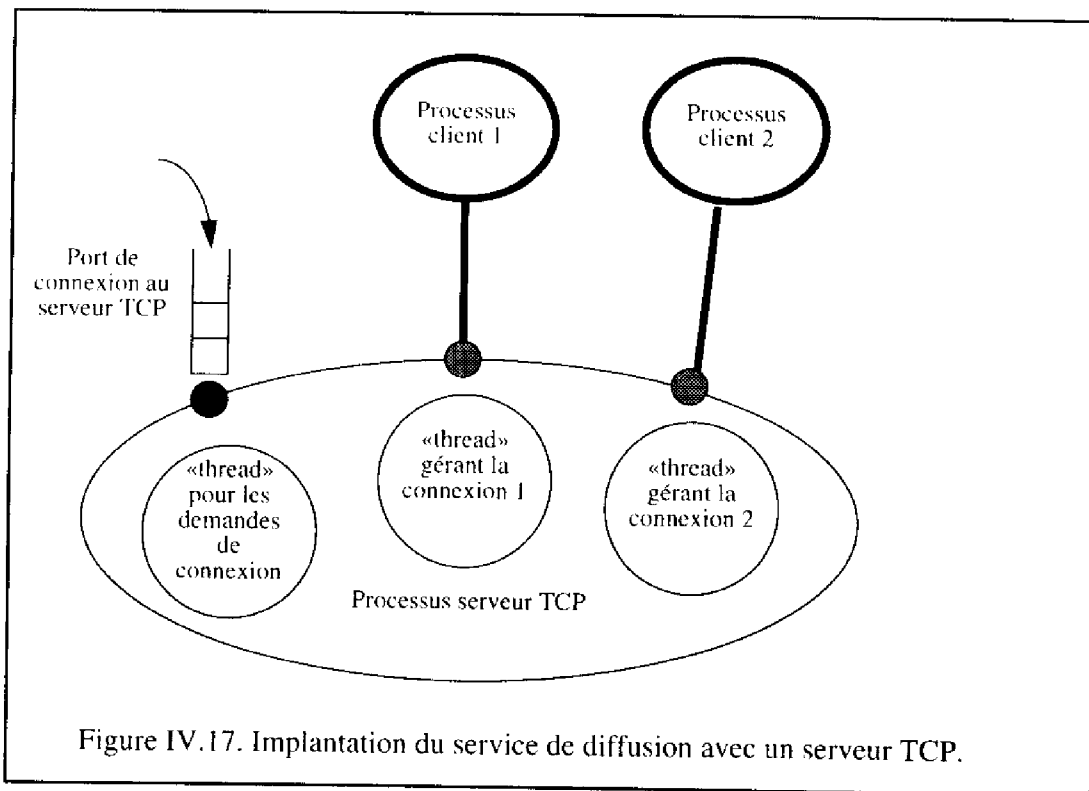 Processus
client 1
Processus
client 2
Port de
connexion au
serveur TCP
«thread»
pour les
demandes
de
connexion
«thread»
gérant la
connexion 1
«thread»
gérant la
connexion 2
Processus serveur TCP
Figure IV.17. Implantation du service de diffusion avec un serveur TCP.